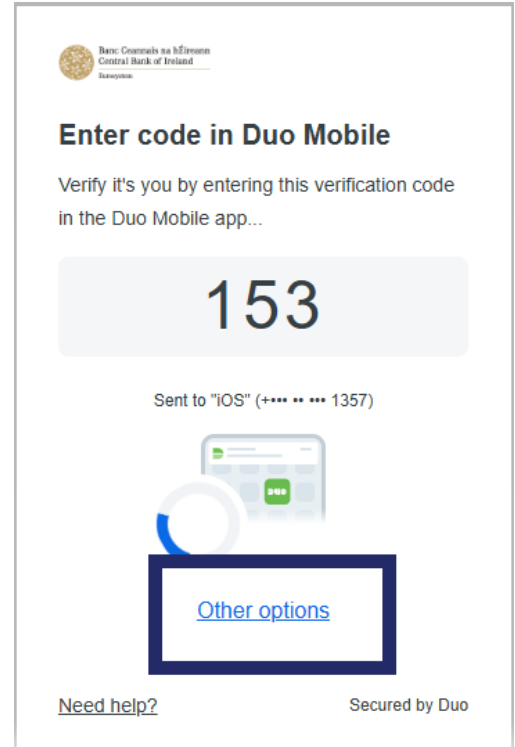 Banc Ceannais na hÉireann
Central Bank of Ireland
Eurosystem
Enter code in Duo Mobile
Verify it's you by entering this verification code
in the Duo Mobile app...
153
Sent to "iOS" (+••• •• ••• 1357)
DUO
Other options
Need help?
Secured by Duo